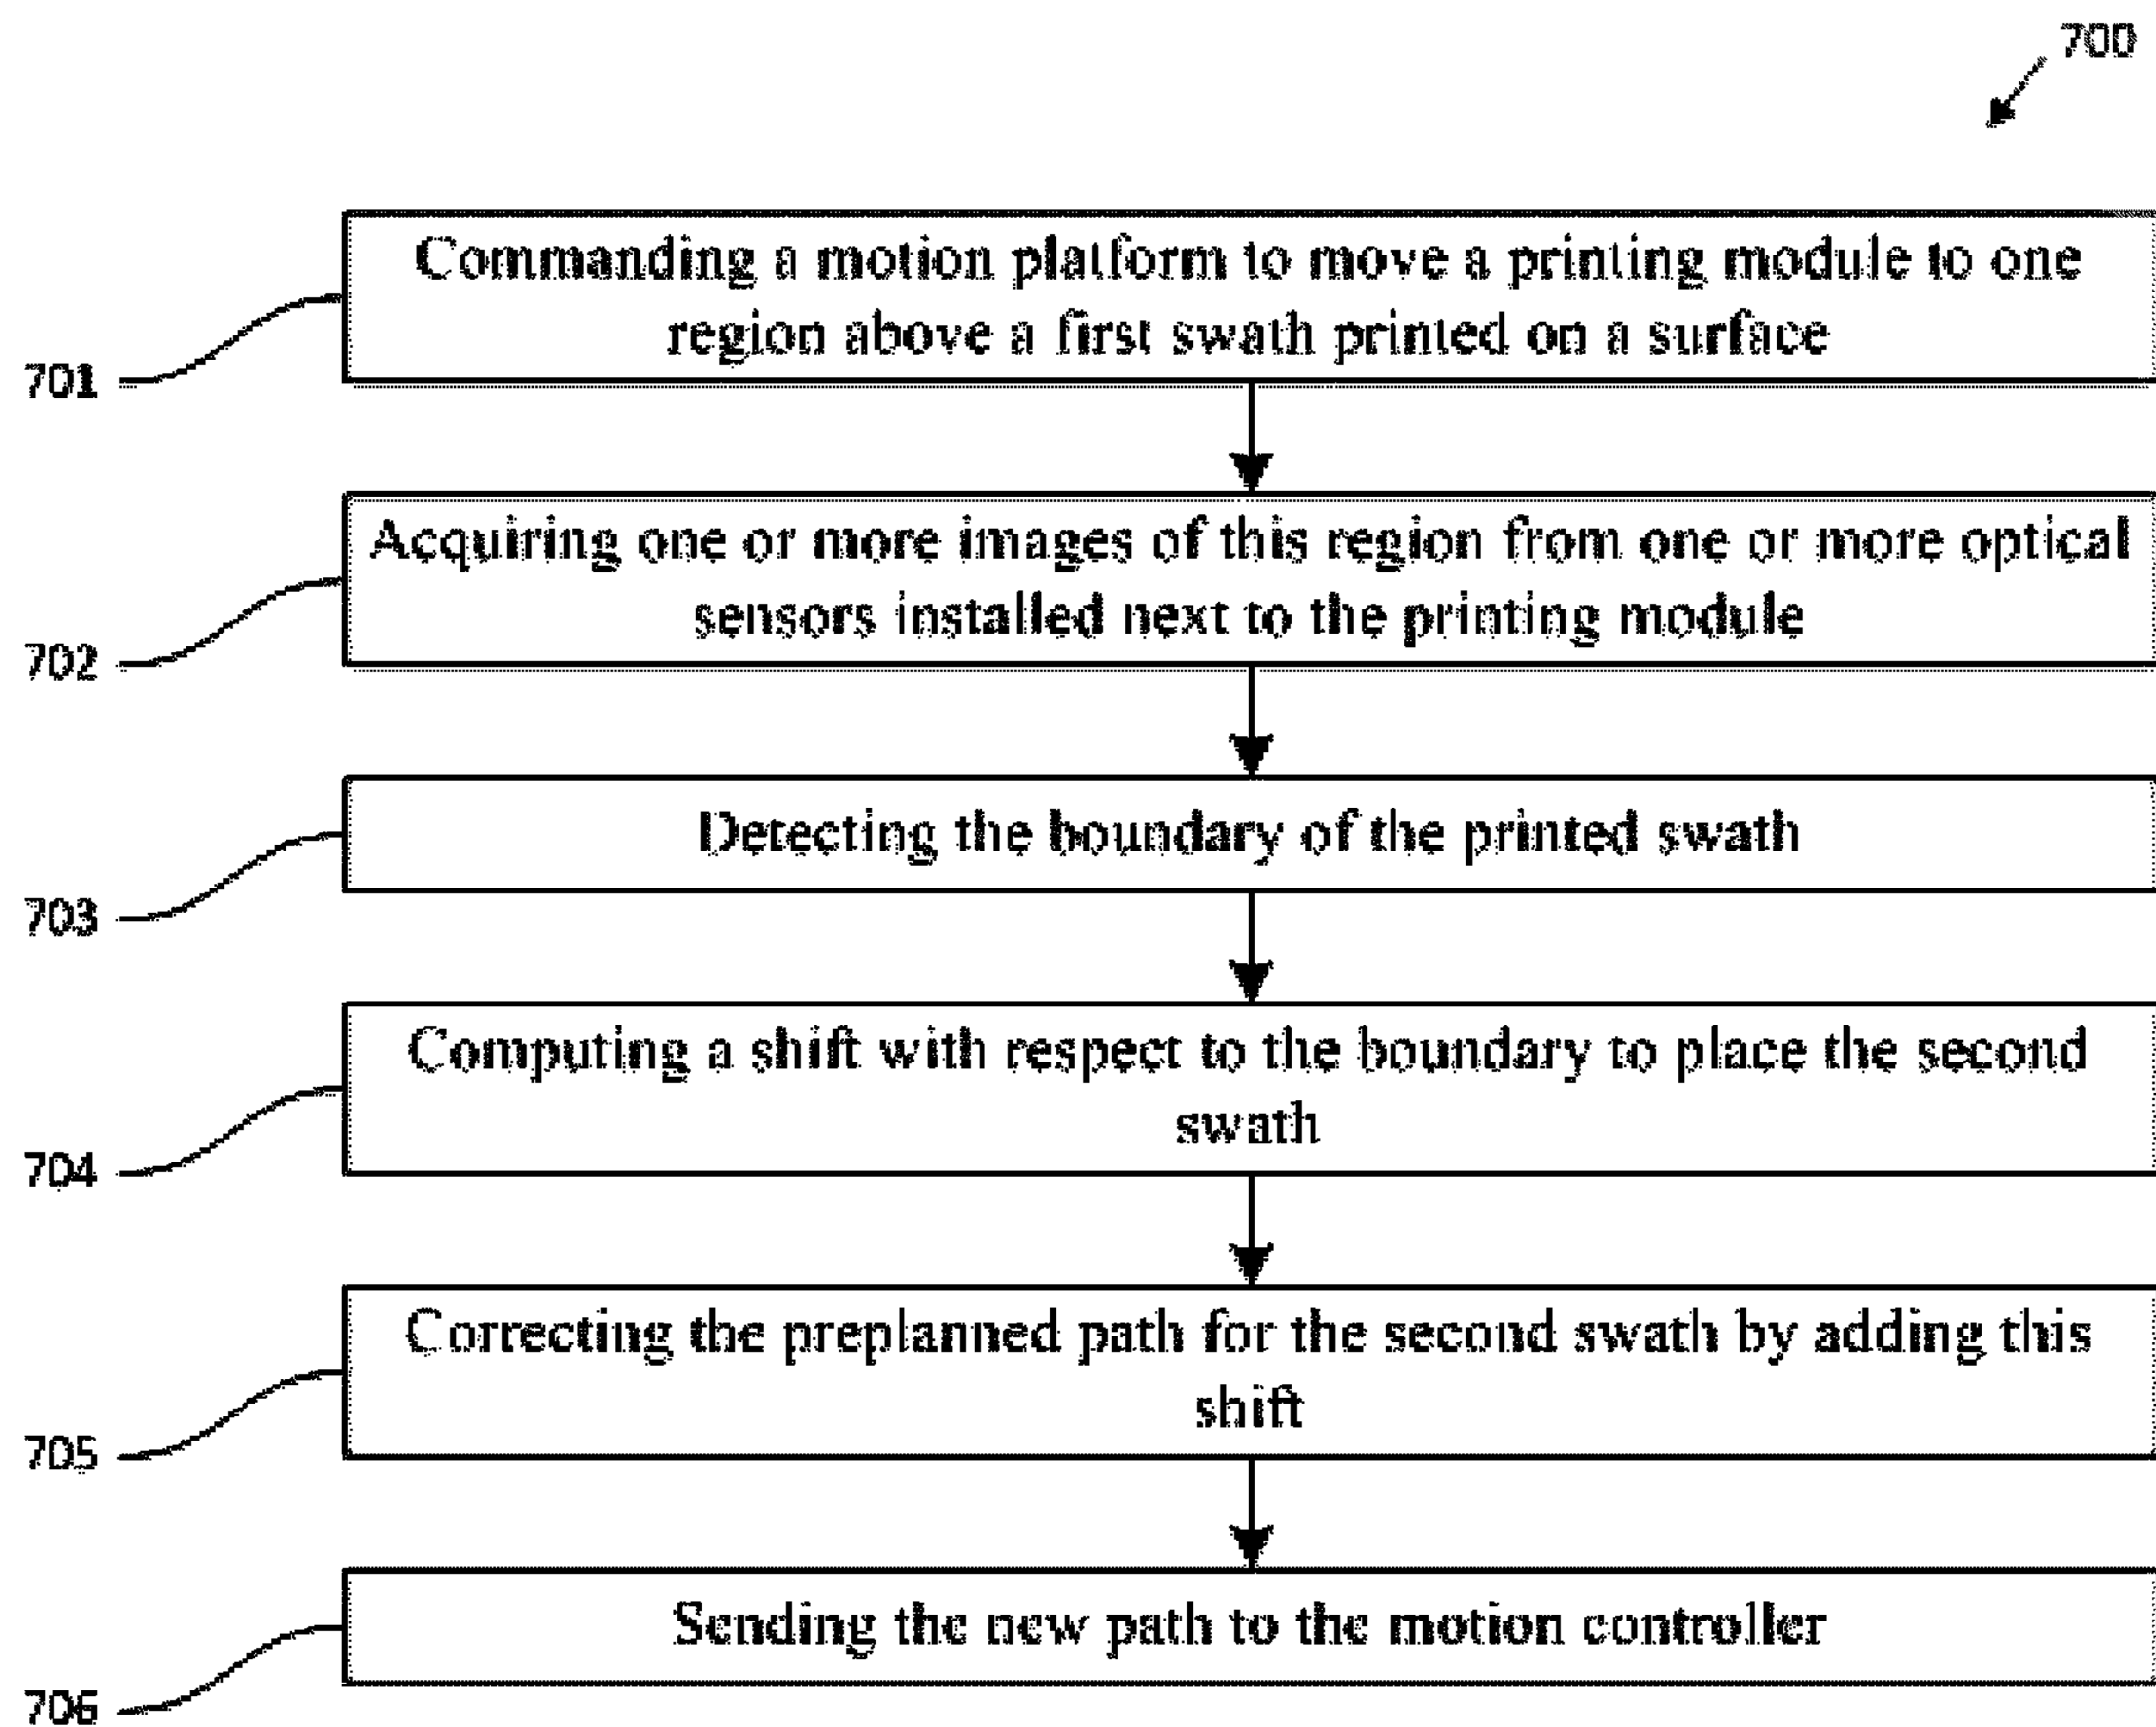 700
Commanding a motion platform to move a printing module to one
region above a first swath printed on a surface
701
Acquiring one or more images of this region from one or more optical
sensors installed next to the printing module
702
Detecting the boundary of the printed swath
703
Computing a shift with respect to the boundary to place the second
swath
704
Correcting the preplanned path for the second swath by adding this
shift
705
Sending the new path to the motion controller
706